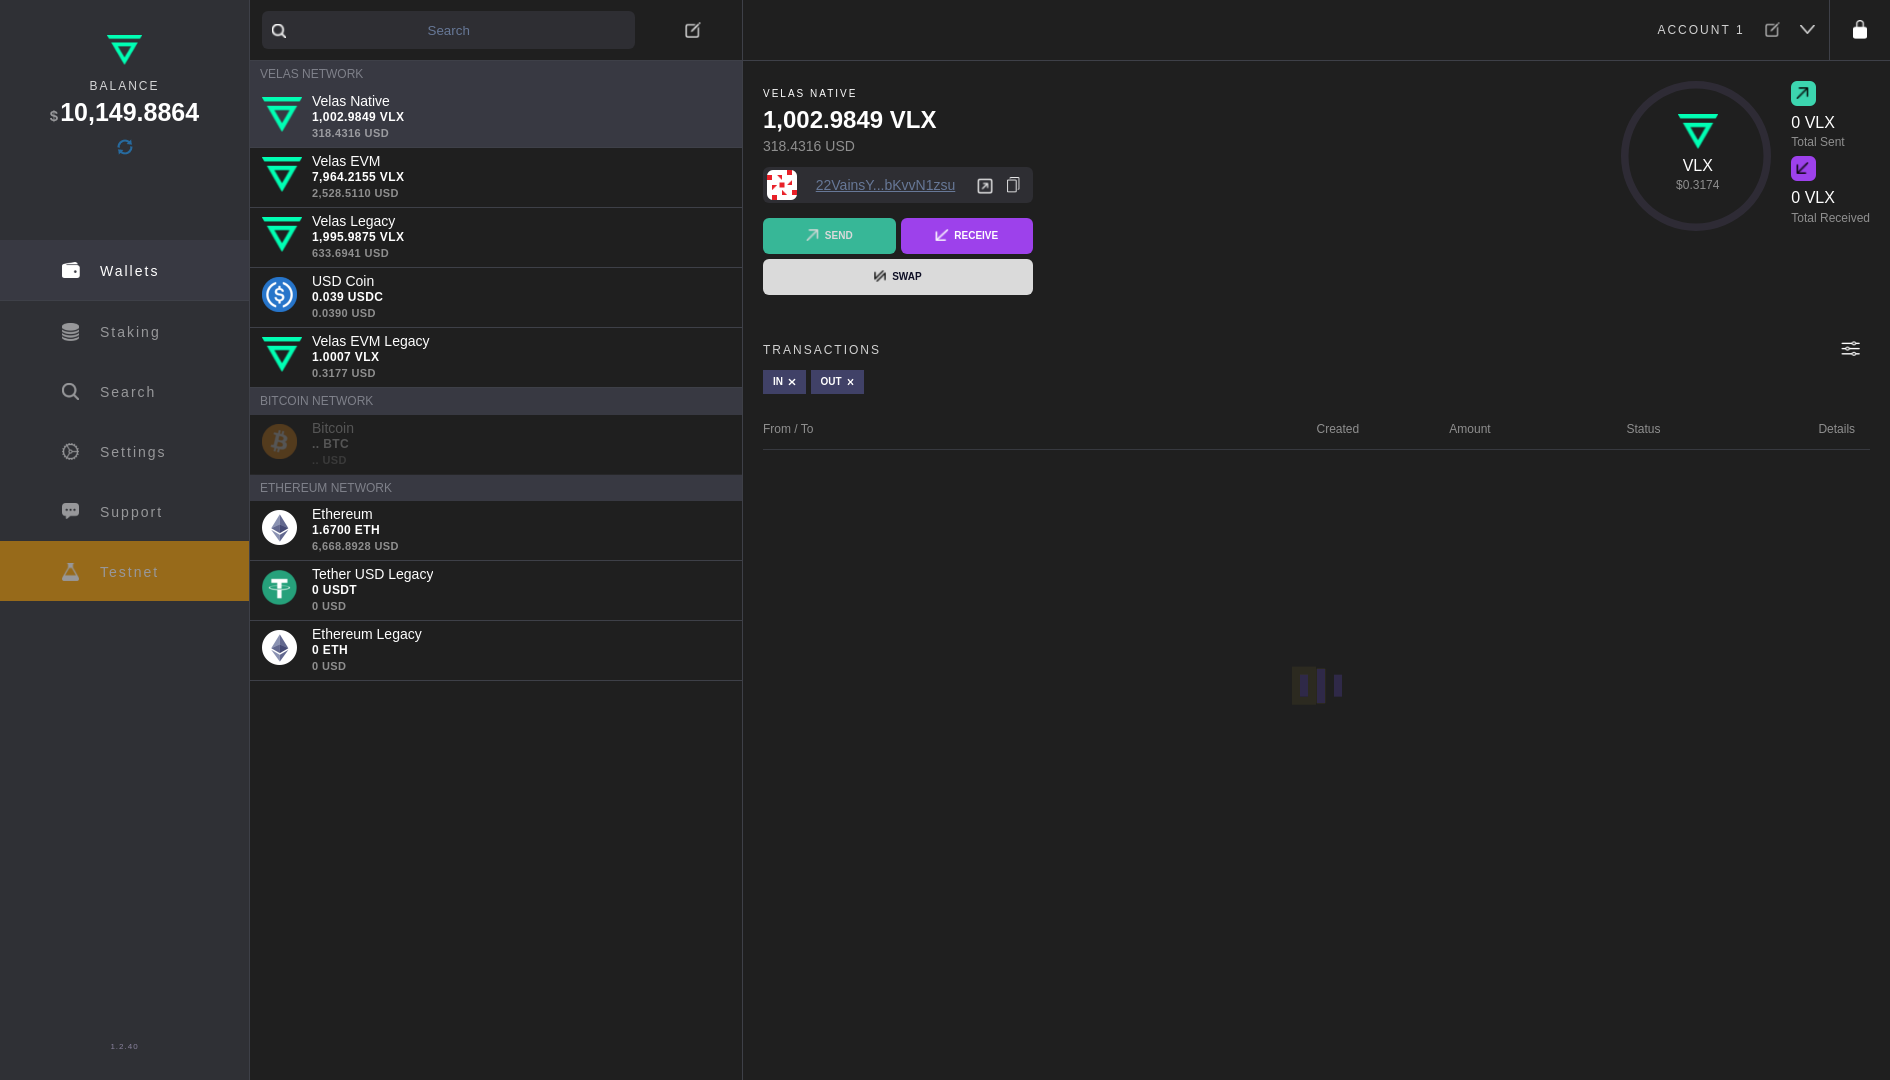 BALANCE
$10,149.8864
Wallets
Staking
Search
Settings
Support
Testnet
1.2.40
Search
VELAS NETWORK
Velas Native
1,002.9849 VLX
318.4316 USD
Velas EVM
7,964.2155 VLX
2,528.5110 USD
Velas Legacy
1,995.9875 VLX
633.6941 USD
USD Coin
0.039 USDC
0.0390 USD
Velas EVM Legacy
1.0007 VLX
0.3177 USD
BITCOIN NETWORK
Bitcoin
.. BTC
.. USD
ETHEREUM NETWORK
Ethereum
1.6700 ETH
6,668.8928 USD
Tether USD Legacy
0 USDT
0 USD
Ethereum Legacy
0 ETH
0 USD
ACCOUNT 1
VELAS NATIVE
1,002.9849 VLX
318.4316 USD
22VainsY...bKvvN1zsu
SEND
RECEIVE
SWAP
VLX
$0.3174
0 VLX
Total Sent
0 VLX
Total Received
TRANSACTIONS
IN ×
OUT ×
From / To Created Amount Status Details